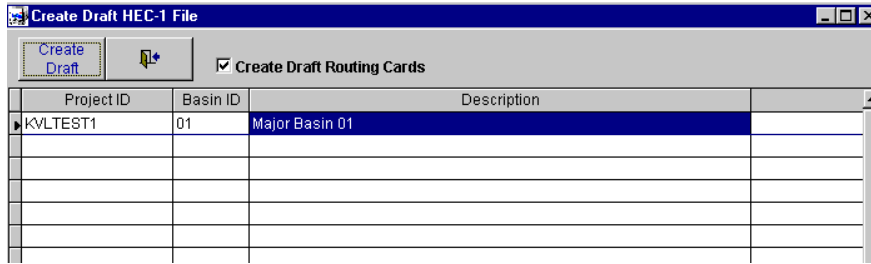 Create Draft HEC-1 File
Create
Draft
Create Draft Routing Cards
Project ID Basin ID Description
KVLTEST1 01 Major Basin 01